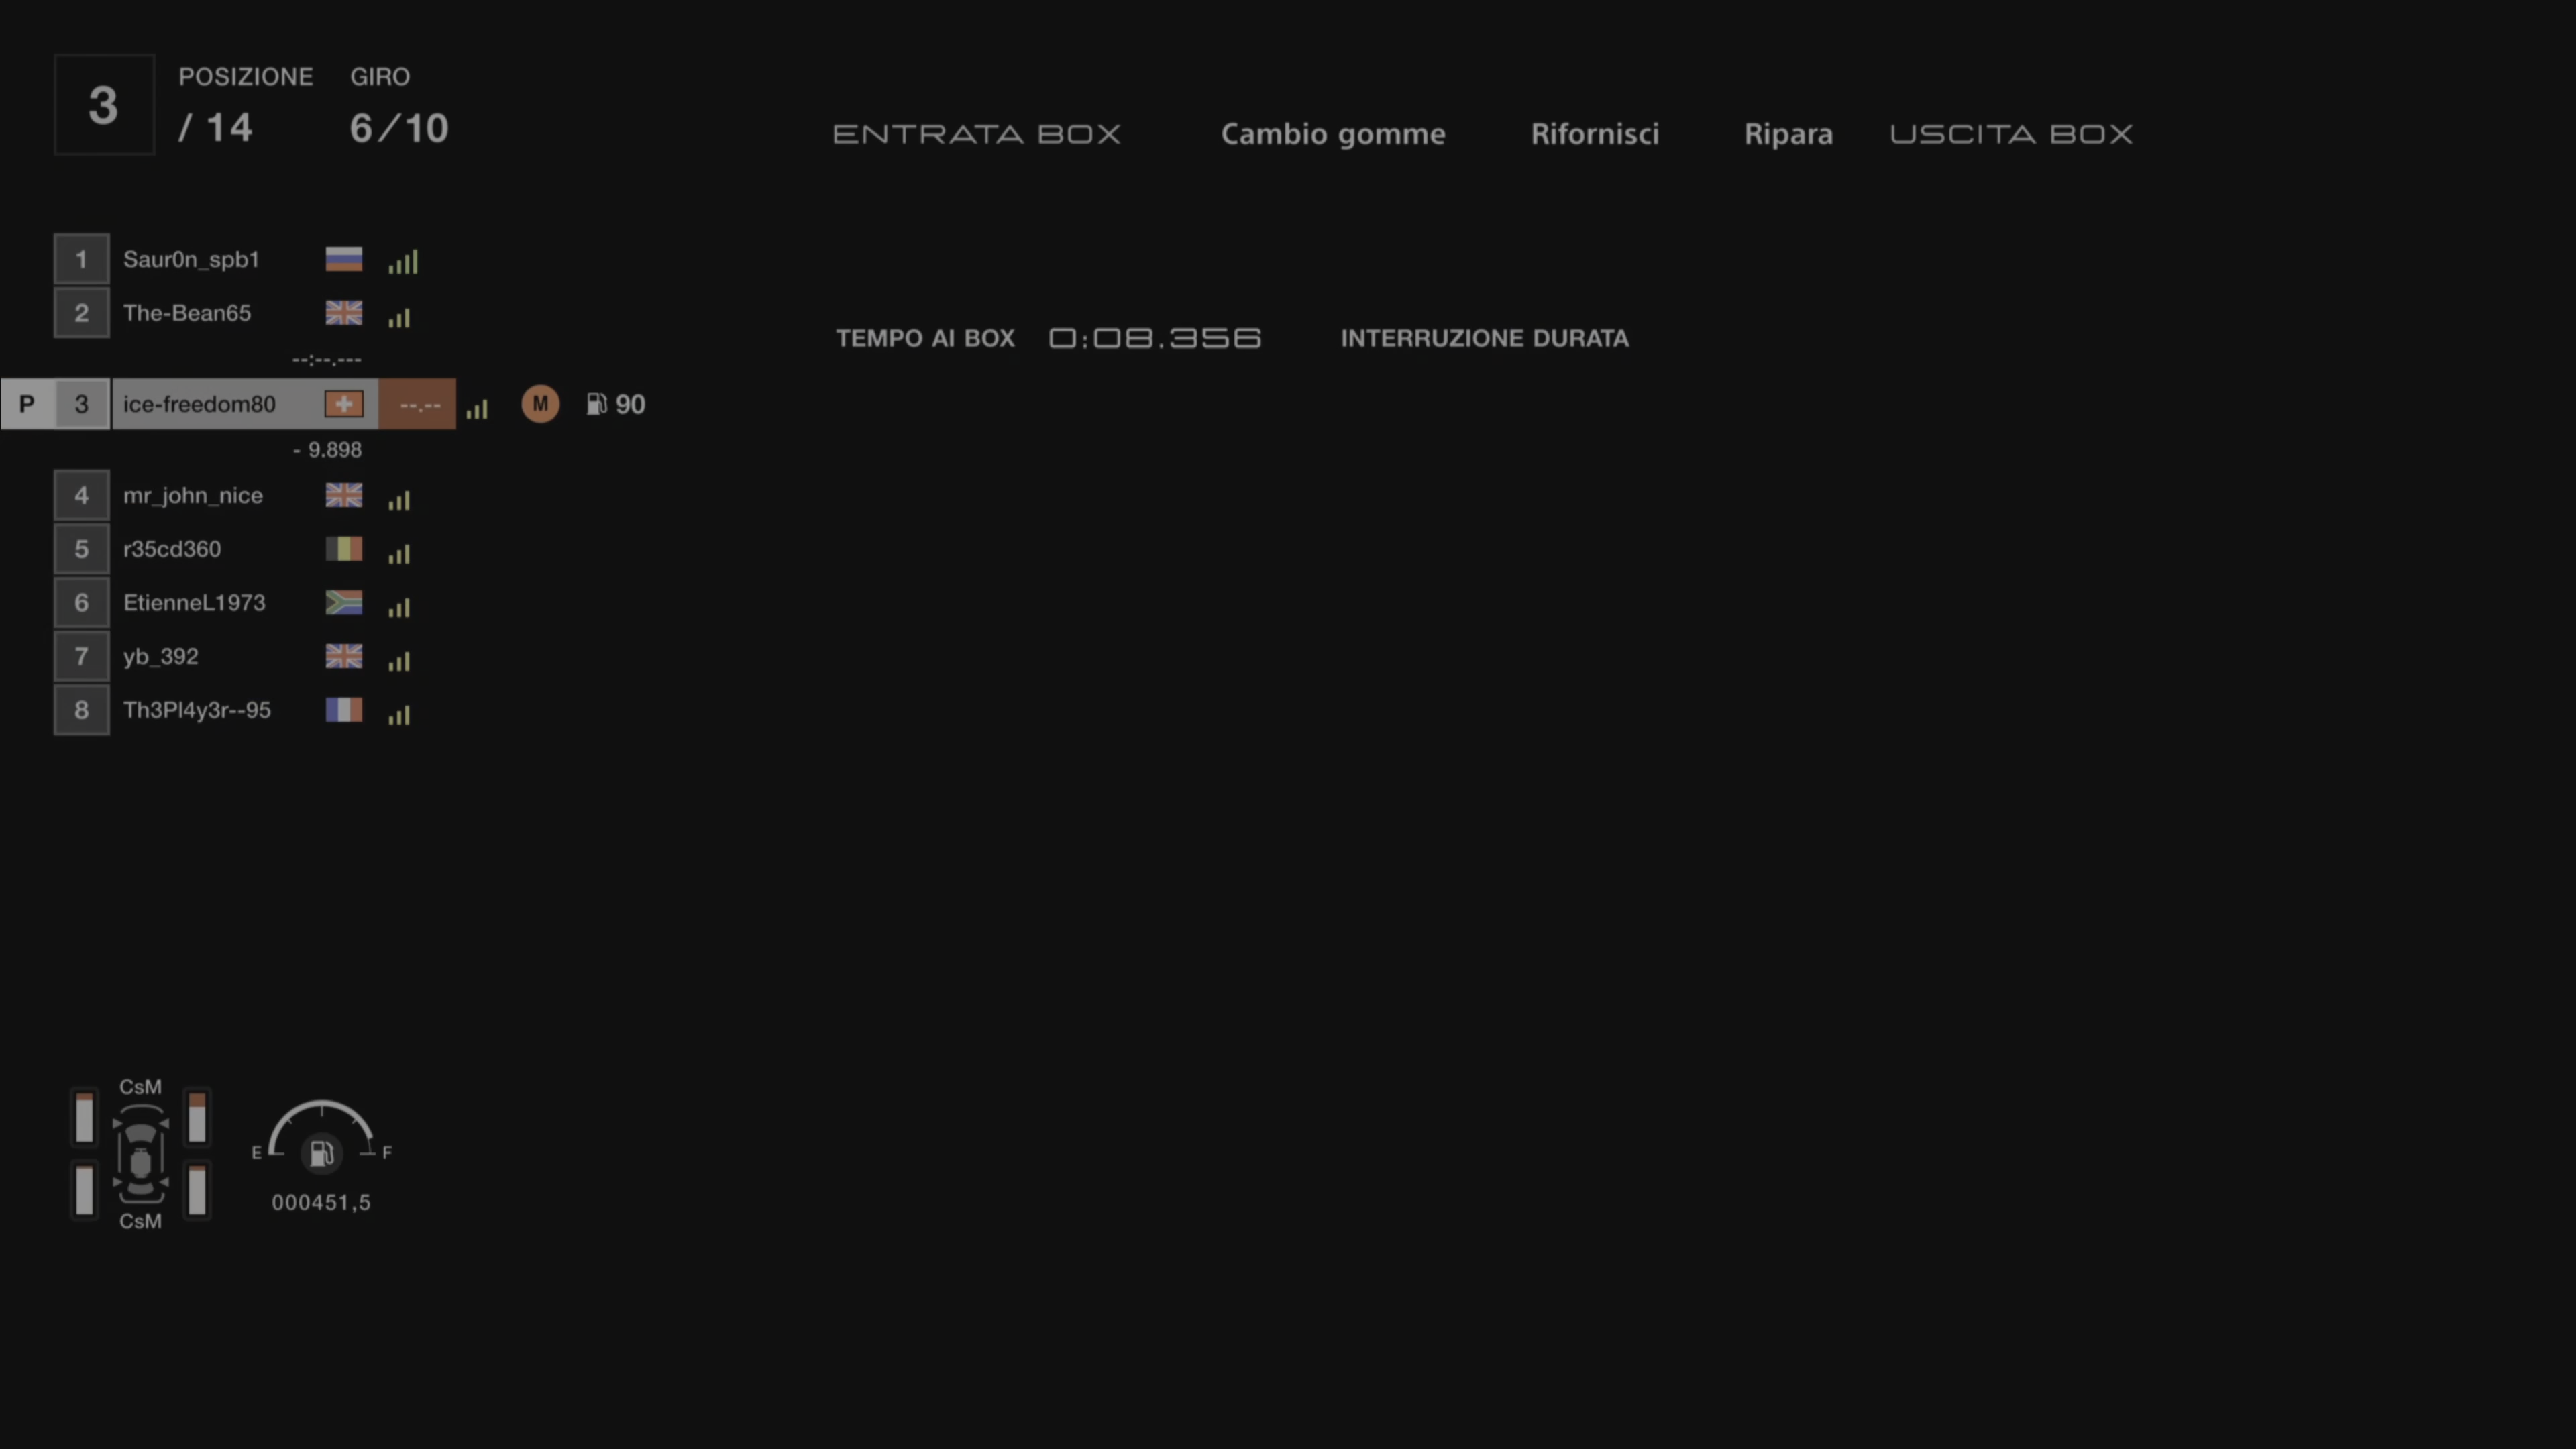 3
POSIZIONE
/ 14
GIRO
6/10
ENTRATA BOX
Cambio gomme
Rifornisci
Ripara
USCITA BOX
1 Saur0n_spb1
2 The-Bean65
--:--.---
P 3 ice-freedom80 --.-- M 90
- 9.898
4 mr_john_nice
5 r35cd360
6 EtienneL1973
7 yb_392
8 Th3Pl4y3r--95
TEMPO AI BOX 0:08.356
INTERRUZIONE DURATA
CsM
CsM
E F
000451,5